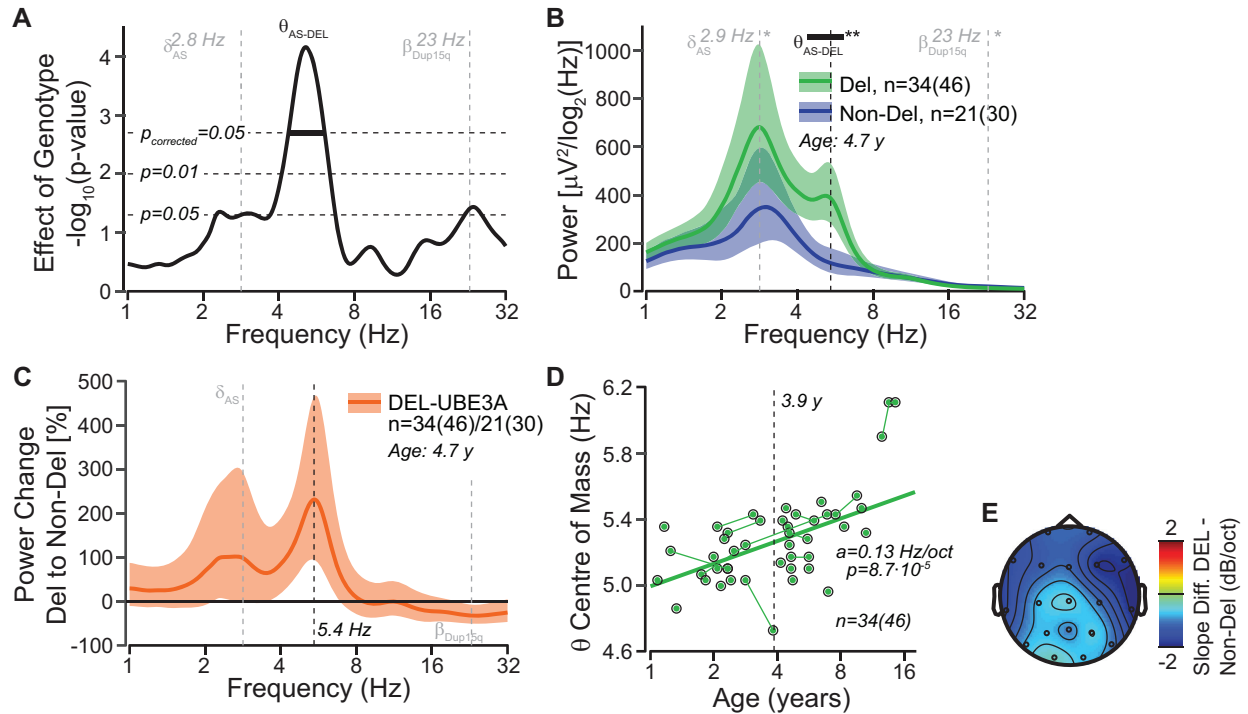 A
Effect of Genotype
-log10(p-value)
4
3
2
1
0
δAS 2.8 Hz
θAS-DEL
βDup15q 23 Hz
pcorrected=0.05
p=0.01
p=0.05
1 2 4 8 16 32
Frequency (Hz)
B
Power [µV²/log2(Hz)]
1000
800
600
400
200
0
δAS 2.9 Hz *
θAS-DEL **
βDup15q 23 Hz *
Del, n=34(46)
Non-Del, n=21(30)
Age: 4.7 y
1 2 4 8 16 32
Frequency (Hz)
C
Power Change
Del to Non-Del [%]
500
400
300
200
100
0
-100
δAS
DEL-UBE3A
n=34(46)/21(30)
Age: 4.7 y
5.4 Hz
βDup15q
1 2 4 8 16 32
Frequency (Hz)
D
θ Centre of Mass (Hz)
6.2
5.8
5.4
5.0
4.6
3.9 y
a=0.13 Hz/oct
p=8.7·10⁻⁵
n=34(46)
1 2 4 8 16
Age (years)
E
2
-2
Slope Diff. DEL -
Non-Del (dB/oct)